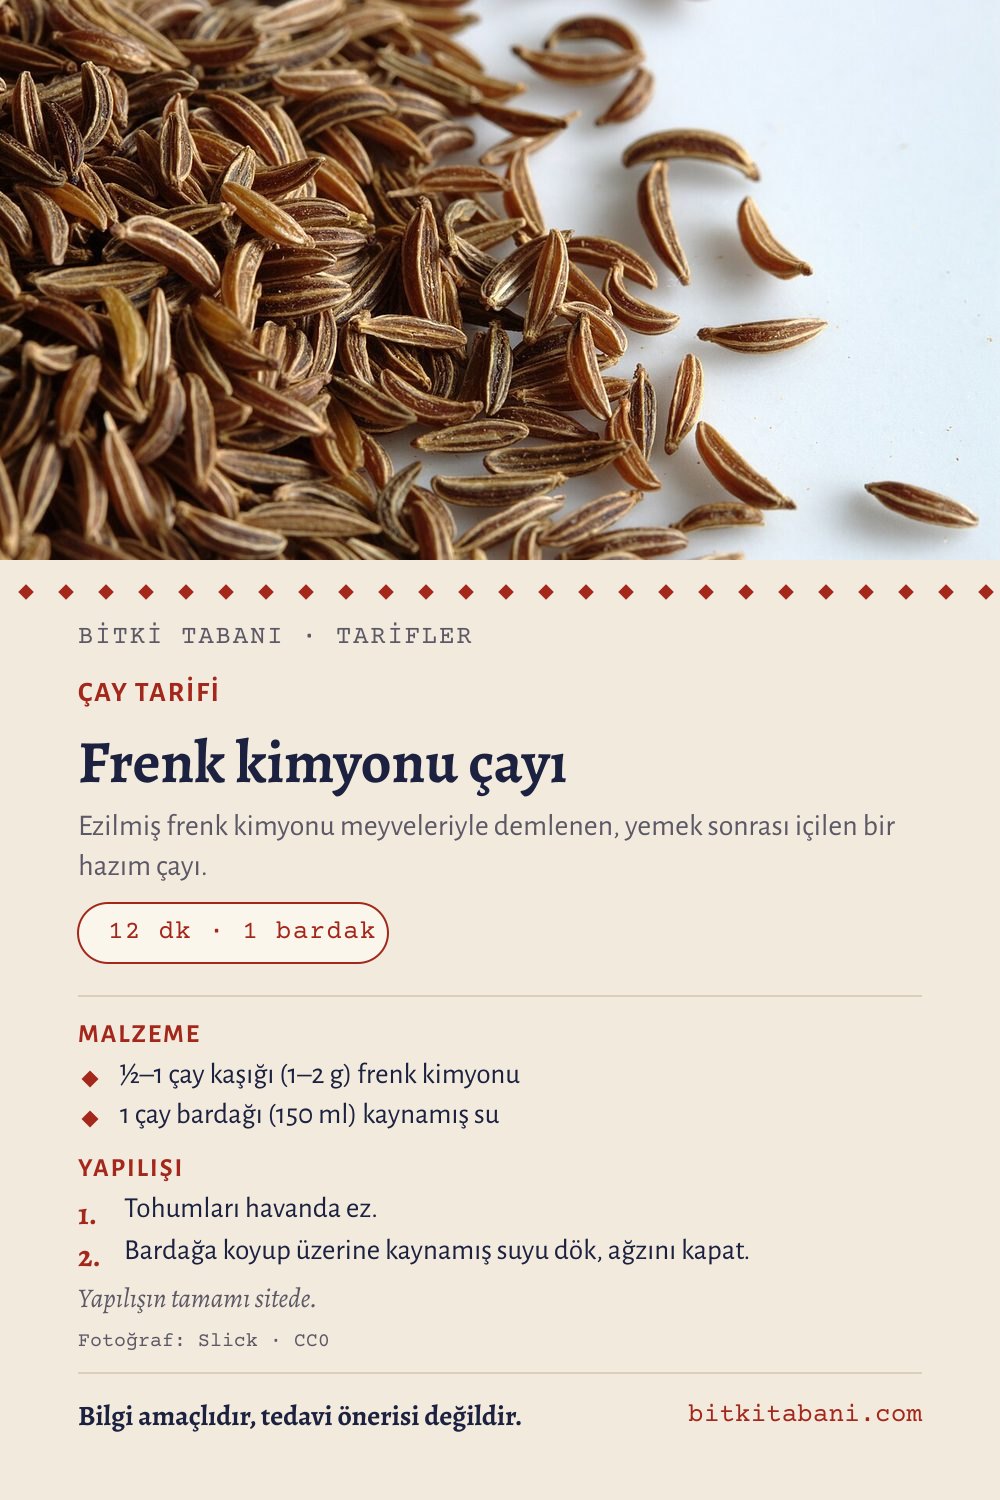 BİTKİ TABANI · TARİFLER
ÇAY TARİFİ
Frenk kimyonu çayı
Ezilmiş frenk kimyonu meyveleriyle demlenen, yemek sonrası içilen bir
hazım çayı.
12 dk · 1 bardak
MALZEME
½–1 çay kaşığı (1–2 g) frenk kimyonu
1 çay bardağı (150 ml) kaynamış su
YAPILIŞI
1. Tohumları havanda ez.
2. Bardağa koyup üzerine kaynamış suyu dök, ağzını kapat.
Yapılışın tamamı sitede.
Fotoğraf: Slick · CC0
Bilgi amaçlıdır, tedavi önerisi değildir.
bitkitabani.com